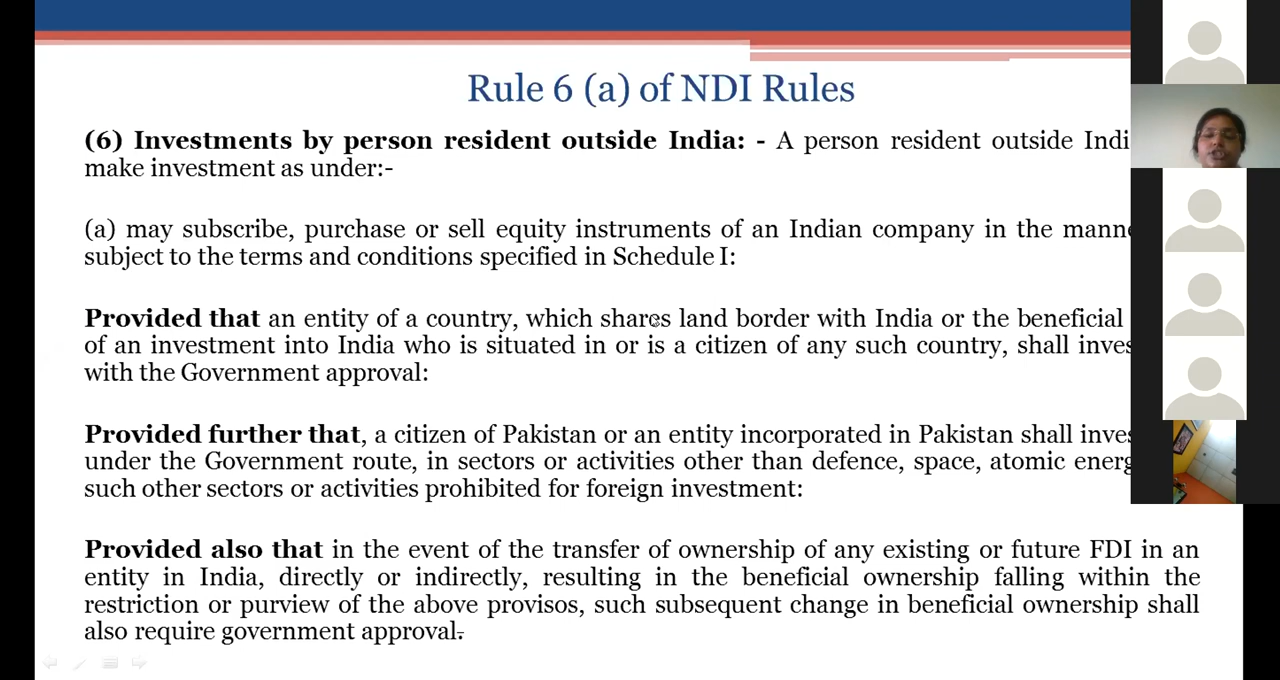 Rule 6 (a) of NDI Rules
(6) Investments by person resident outside India: - A person resident outside Indi
make investment as under:-
(a) may subscribe, purchase or sell equity instruments of an Indian company in the mann
subject to the terms and conditions specified in Schedule I:
Provided that an entity of a country, which shares land border with India or the beneficial
of an investment into India who is situated in or is a citizen of any such country, shall inves
with the Government approval:
Provided further that, a citizen of Pakistan or an entity incorporated in Pakistan shall inves
under the Government route, in sectors or activities other than defence, space, atomic energ
such other sectors or activities prohibited for foreign investment:
Provided also that in the event of the transfer of ownership of any existing or future FDI in an
entity in India, directly or indirectly, resulting in the beneficial ownership falling within the
restriction or purview of the above provisos, such subsequent change in beneficial ownership shall
also require government approval.